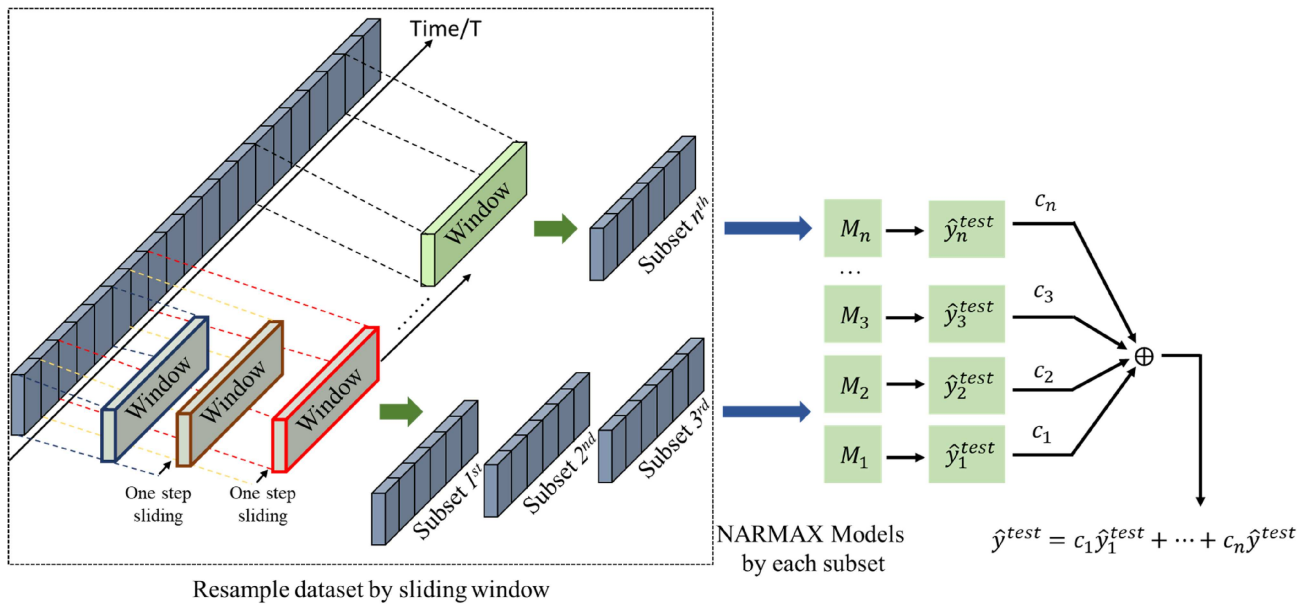 Time/T
Window
Subset nᵗʰ
Window
Window
Window
One step
sliding
One step
sliding
Subset 1ˢᵗ
Subset 2ⁿᵈ
Subset 3ʳᵈ
Resample dataset by sliding window
Mₙ
ŷₙᵗᵉˢᵗ
cₙ
...
M₃
ŷ₃ᵗᵉˢᵗ
c₃
M₂
ŷ₂ᵗᵉˢᵗ
c₂
M₁
ŷ₁ᵗᵉˢᵗ
c₁
⊕
NARMAX Models
by each subset
ŷᵗᵉˢᵗ = c₁ŷ₁ᵗᵉˢᵗ + ⋯ + cₙŷᵗᵉˢᵗ